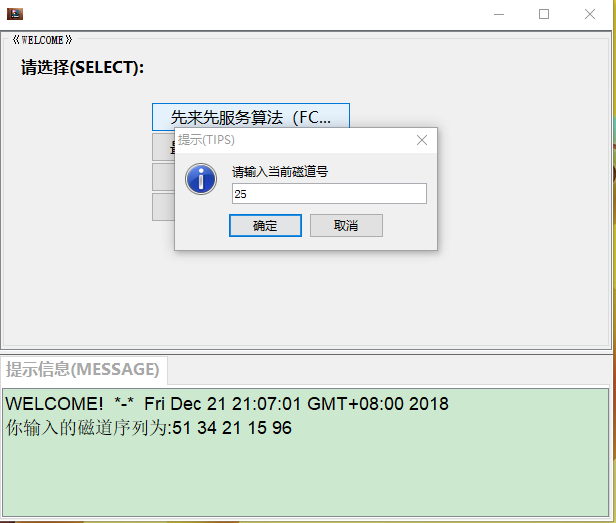 《WELCOME》
请选择(SELECT):
先来先服务算法（FC...
提示(TIPS)
请输入当前磁道号
25
确定
取消
提示信息(MESSAGE)
WELCOME! *-* Fri Dec 21 21:07:01 GMT+08:00 2018
你输入的磁道序列为:51 34 21 15 96